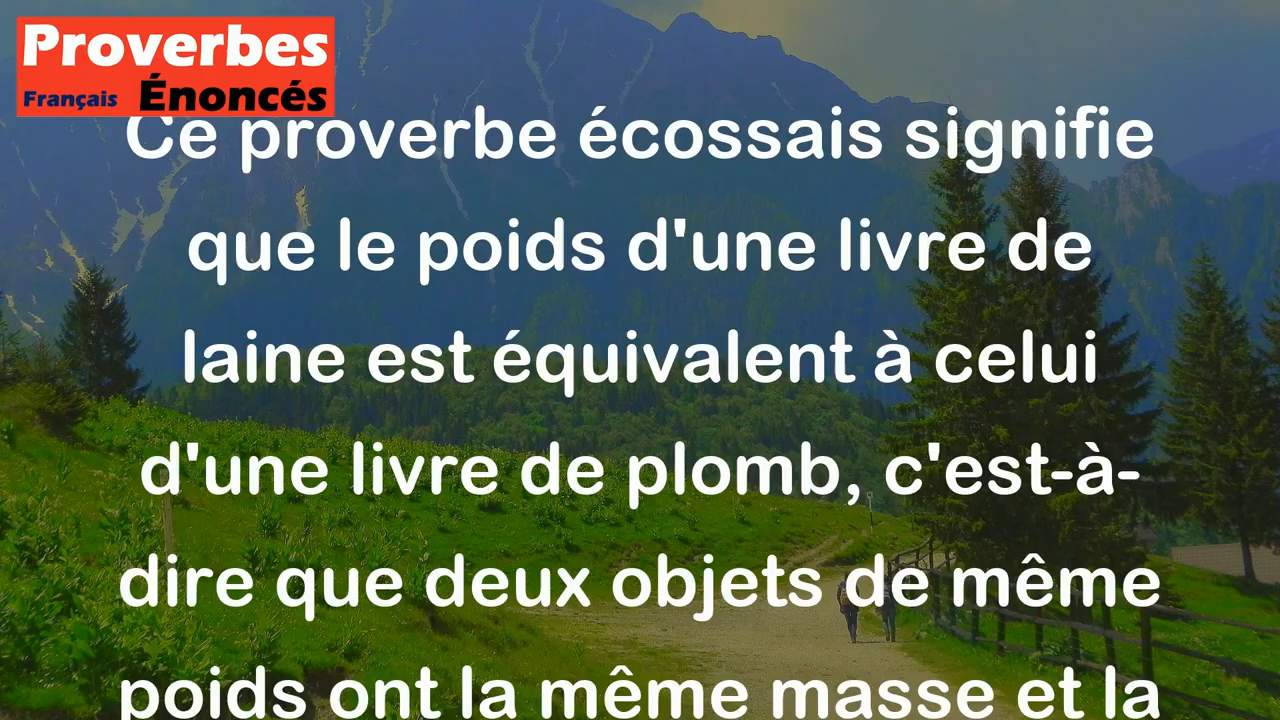 Proverbes
Français Énoncés
Ce proverbe écossais signifie
que le poids d'une livre de
laine est équivalent à celui
d'une livre de plomb, c'est-à-
dire que deux objets de même
poids ont la même masse et la